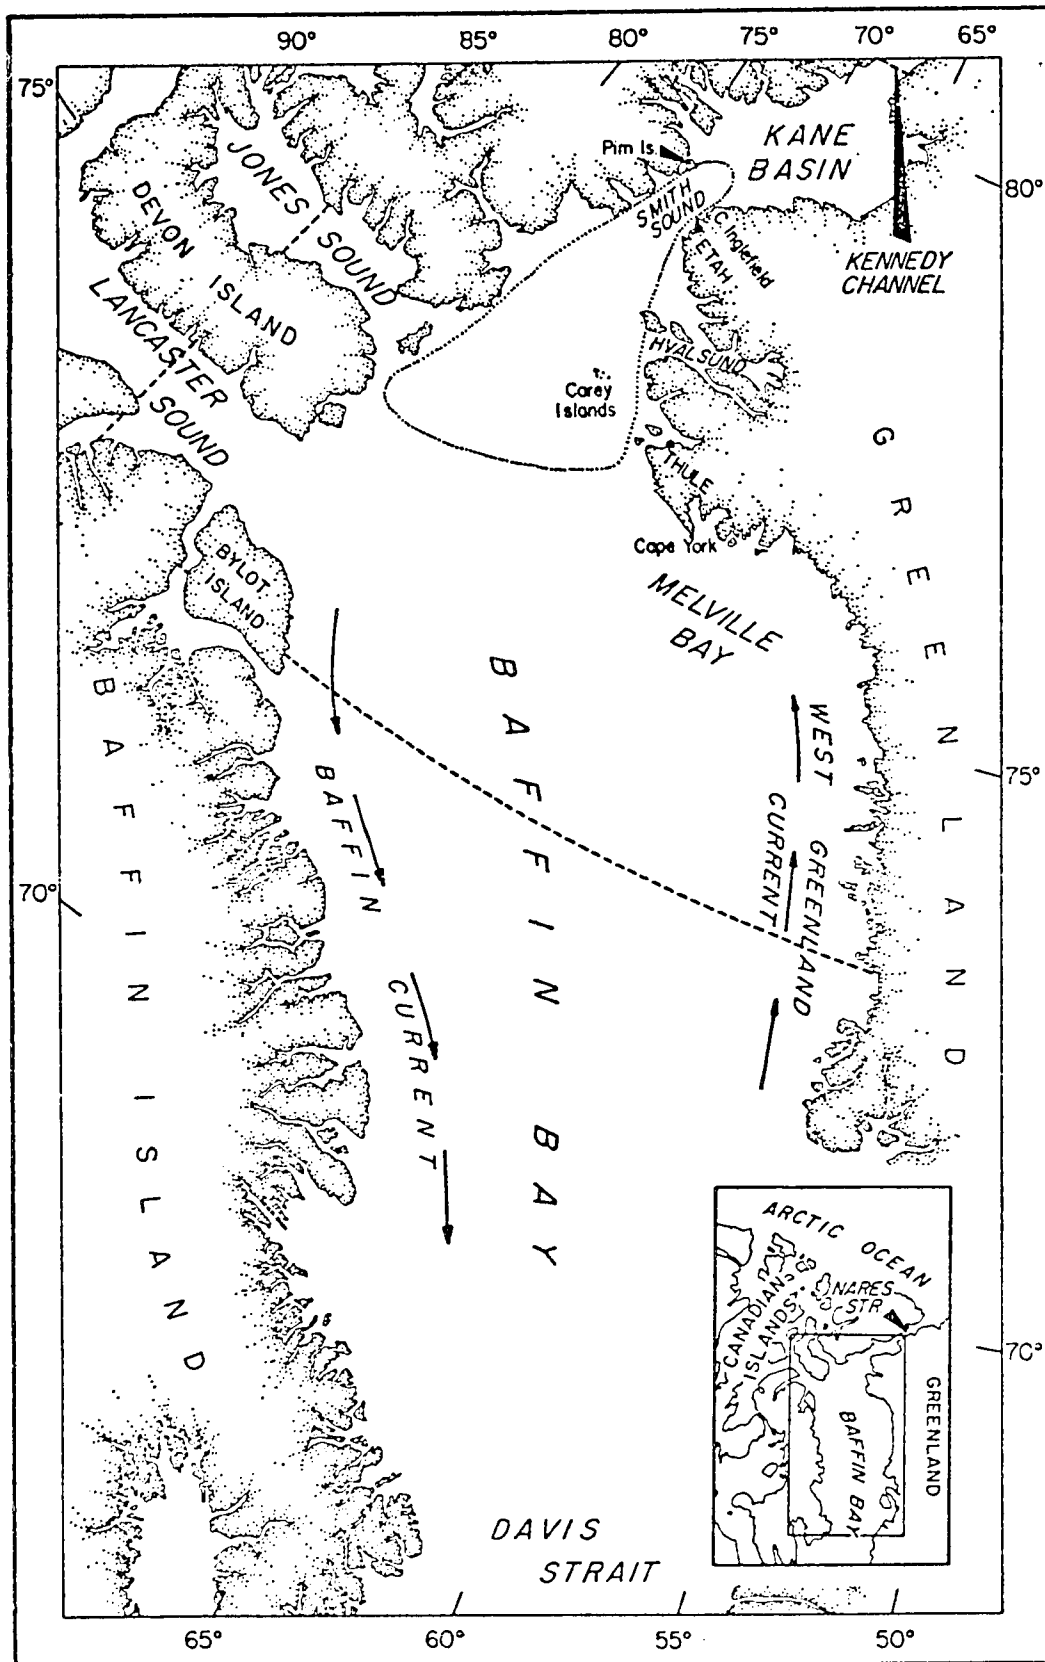 90° 85° 80° 75° 70° 65°
75°
KANE
BASIN
Pim Is.
80°
JONES
SOUND
SMITH
SOUND
DEVON
ISLAND
C. Inglefield
ETAH
KENNEDY
CHANNEL
LANCASTER
SOUND
HVALSUND
Carey
Islands
THULE
Cape York
GREENLAND
BYLOT
ISLAND
MELVILLE
BAY
BAFFIN BAY
WEST GREENLAND
CURRENT
75°
BAFFIN
CURRENT
70°
BAFFIN ISLAND
ARCTIC OCEAN
NARES
STR
CANADIAN
ISLANDS
GREENLAND
BAFFIN BAY
70°
DAVIS
STRAIT
65° 60° 55° 50°